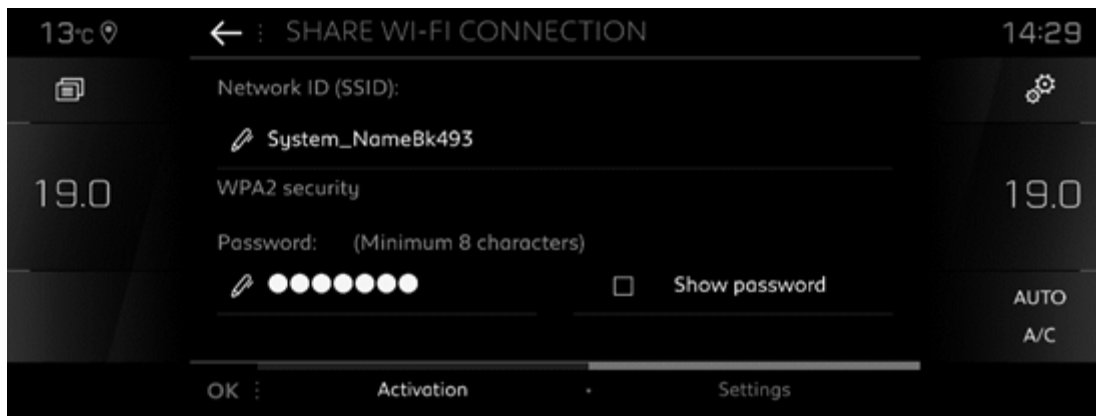 13°C SHARE WI-FI CONNECTION 14:29
Network ID (SSID):
System_NameBk493
19.0 WPA2 security 19.0
Password: (Minimum 8 characters)
●●●●●●● Show password
AUTO
A/C
OK Activation Settings